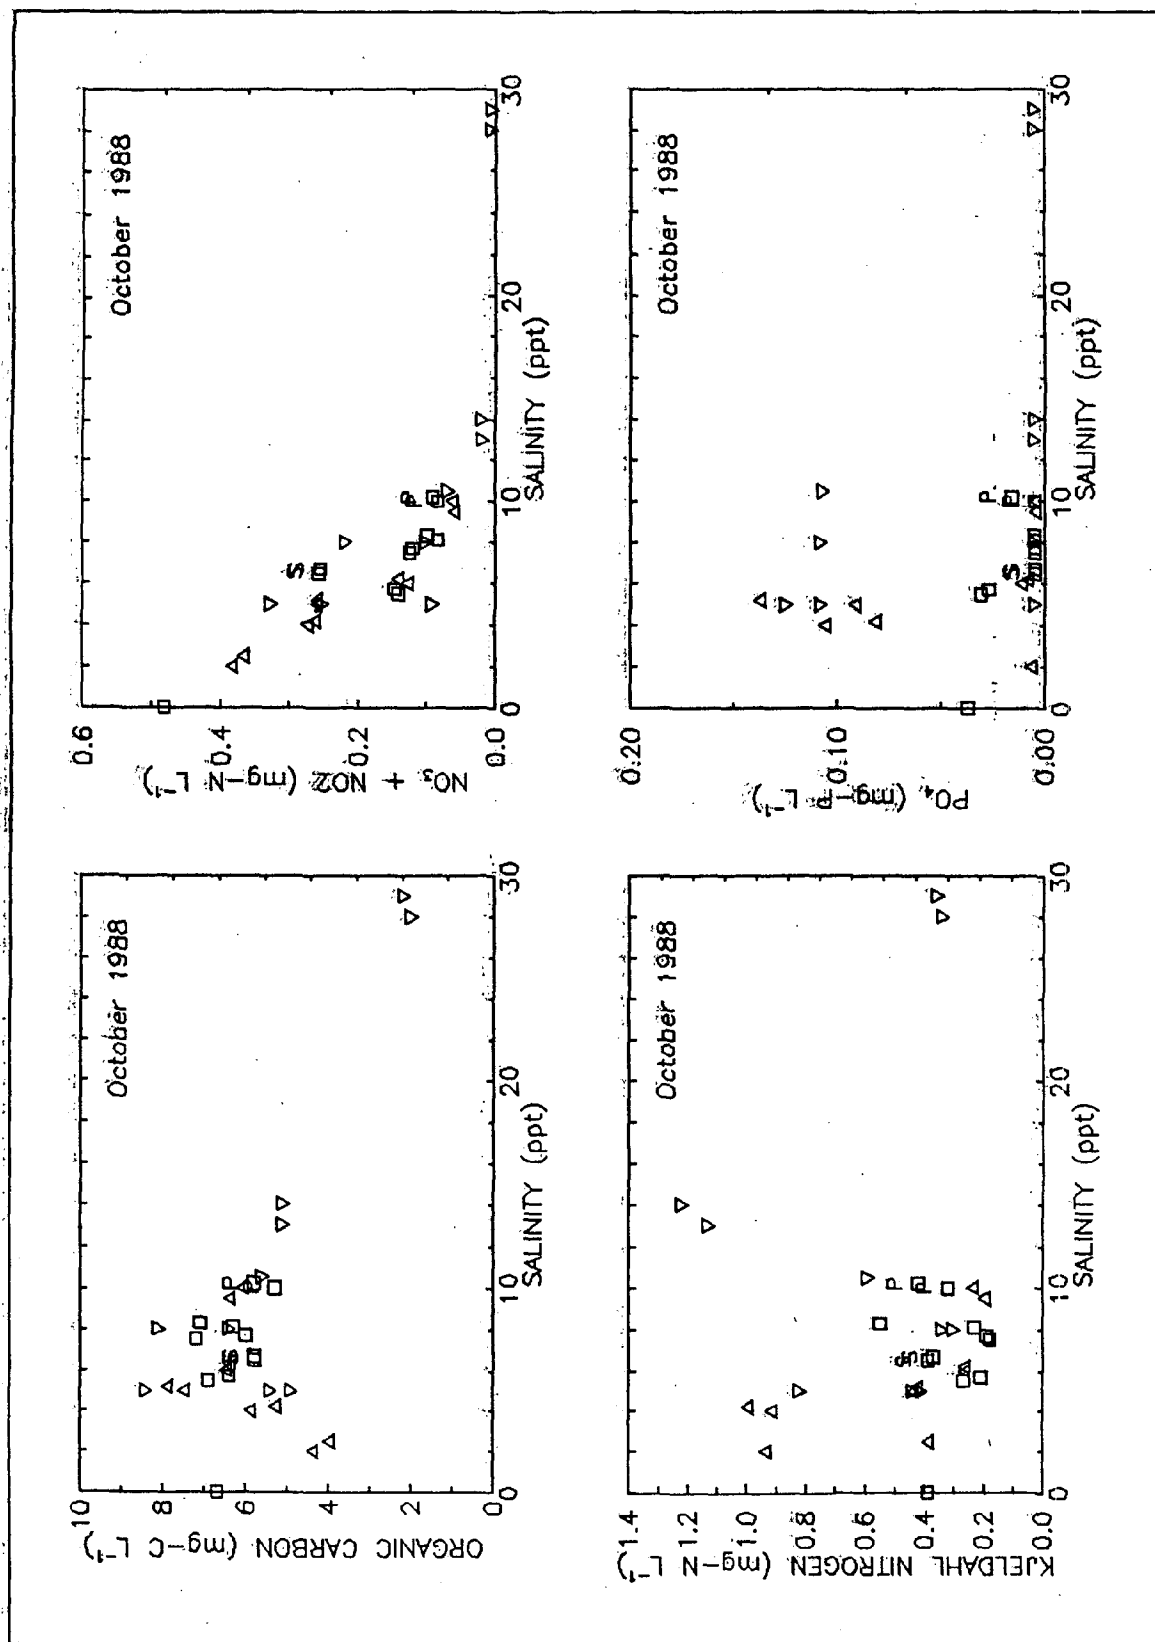 ORGANIC CARBON (mg-C L⁻¹)
10
8
6
4
2
0
October 1988
P
S
S
0
10
20
30
SALINITY (ppt)
NO₃ + NO2 (mg-N L⁻¹)
0.6
0.4
0.2
0.0
October 1988
P
P
S
S
0
10
20
30
SALINITY (ppt)
KJELDAHL NITROGEN (mg-N L⁻¹)
1.4
1.2
1.0
0.8
0.6
0.4
0.2
0.0
October 1988
P
P
S
S
0
10
20
30
SALINITY (ppt)
PO₄ (mg-P L⁻¹)
0.20
0.10
0.00
October 1988
P
P
S
S
0
10
20
30
SALINITY (ppt)